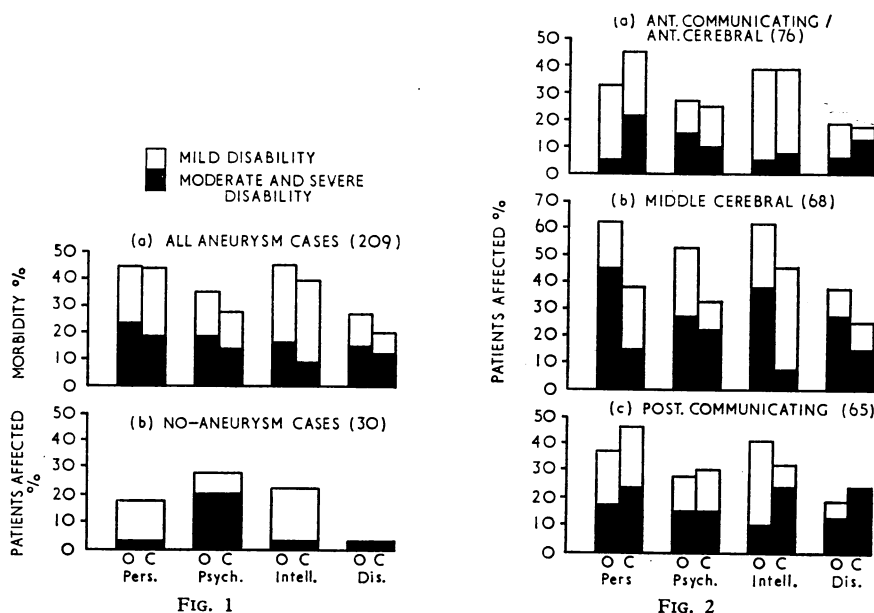 MILD DISABILITY
MODERATE AND SEVERE
DISABILITY
(a) ALL ANEURYSM CASES (209)
MORBIDITY %
50
40
30
20
10
0
(b) NO-ANEURYSM CASES (30)
PATIENTS AFFECTED
%
50
30
20
10
0
O C O C O C O C
Pers. Psych. Intell. Dis.
FIG. 1
(a) ANT. COMMUNICATING /
ANT. CEREBRAL (76)
50
40
30
20
10
0
PATIENTS AFFECTED %
(b) MIDDLE CEREBRAL (68)
70
60
50
40
30
20
10
0
(c) POST. COMMUNICATING (65)
50
40
30
20
10
0
O C O C O C O C
Pers Psych. Intell. Dis.
FIG. 2